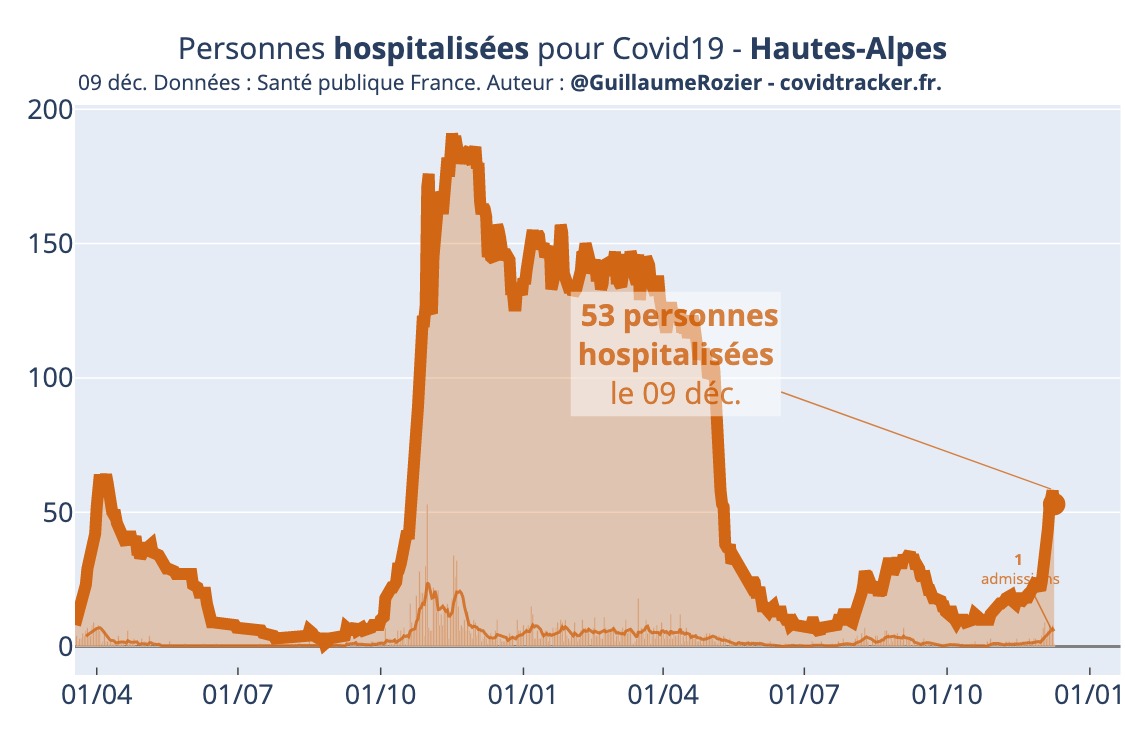 Personnes hospitalisées pour Covid19 - Hautes-Alpes
09 déc. Données : Santé publique France. Auteur : @GuillaumeRozier - covidtracker.fr.
200
150
100
50
0
53 personnes
hospitalisées
le 09 déc.
1
admissions
01/04 01/07 01/10 01/01 01/04 01/07 01/10 01/01